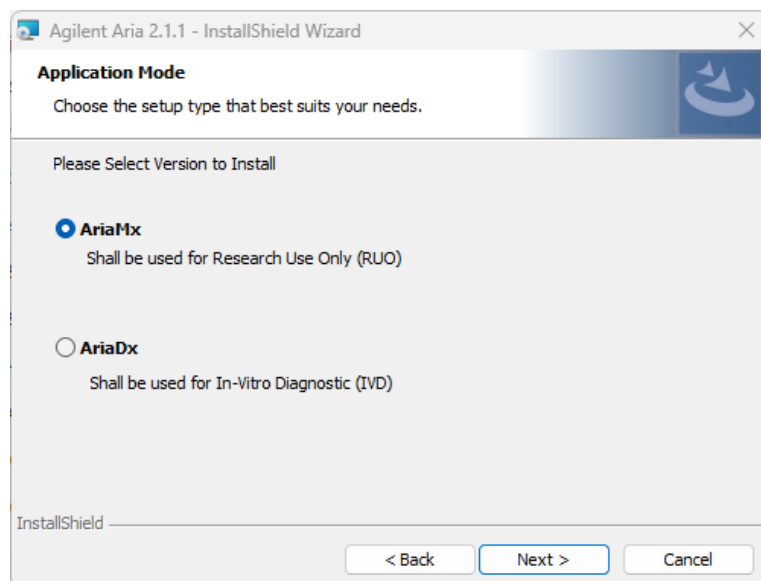 Agilent Aria 2.1.1 - InstallShield Wizard
Application Mode
Choose the setup type that best suits your needs.
Please Select Version to Install
AriaMx
Shall be used for Research Use Only (RUO)
AriaDx
Shall be used for In-Vitro Diagnostic (IVD)
InstallShield
< Back
Next >
Cancel